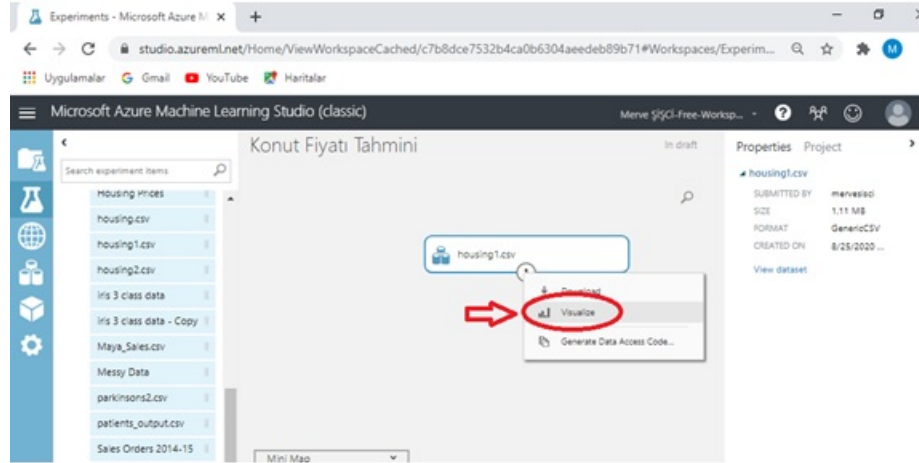 Experiments - Microsoft Azure M
studio.azureml.net/Home/ViewWorkspaceCached/c7b8dce7532b4ca0b6304aeedeb89b71#Workspaces/Experim...
M
Uygulamalar G Gmail YouTube Haritalar
Microsoft Azure Machine Learning Studio (classic)
Merve ŞİŞCİ-Free-Worksp...
?
Search experiment items
Housing Prices
housing.csv
housing1.csv
housing2.csv
Iris 3 class data
Iris 3 class data - Copy
Maya_Sales.csv
Messy Data
parkinsons2.csv
patients_output.csv
Sales Orders 2014-15
Konut Fiyatı Tahmini
In draft
housing1.csv
Download
Visualize
Generate Data Access Code...
Mini Map
Properties Project
housing1.csv
SUBMITTED BY mervesisci
SIZE 1.11 MB
FORMAT GenericCSV
CREATED ON 8/25/2020 ...
View dataset